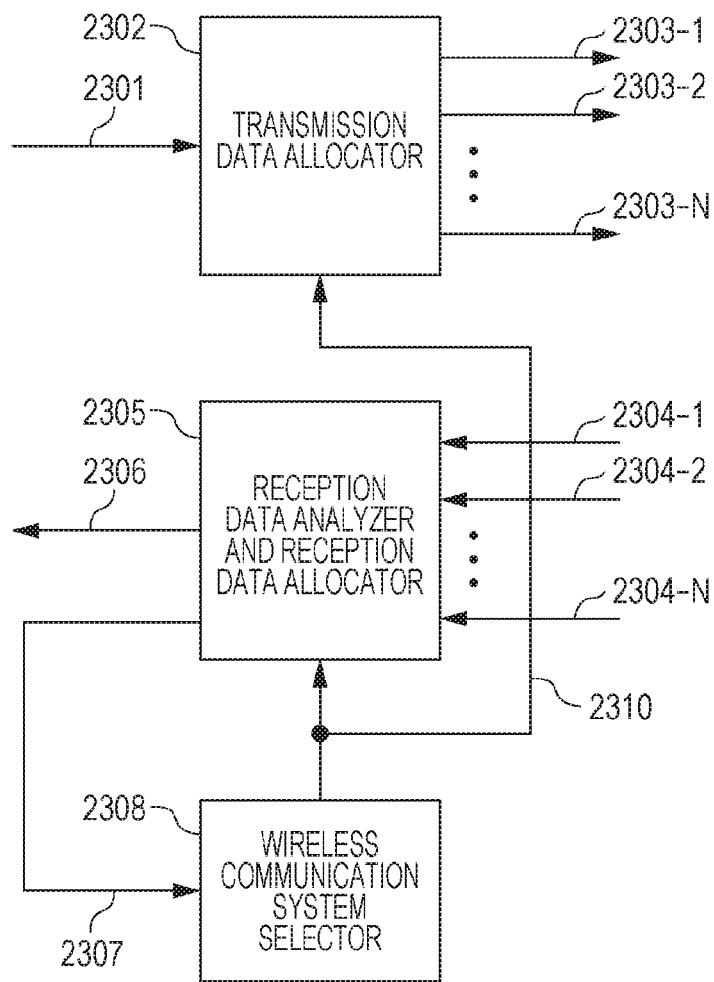 2302
2303-1
2301
2303-2
TRANSMISSION
DATA ALLOCATOR
2303-N
2305
2304-1
2306
2304-2
RECEPTION
DATA ANALYZER
AND RECEPTION
DATA ALLOCATOR
2304-N
2310
2308
WIRELESS
COMMUNICATION
SYSTEM
SELECTOR
2307